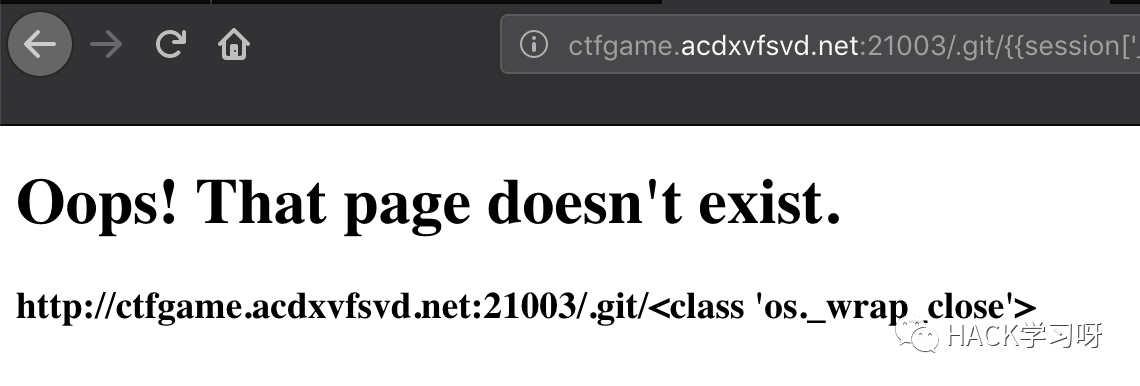 ctfgame.acdxvfsvd.net:21003/.git/{{session['
Oops! That page doesn't exist.
http://ctfgame.acdxvfsvd.net:21003/.git/<class 'os._wrap_close'>
HACK学习呀